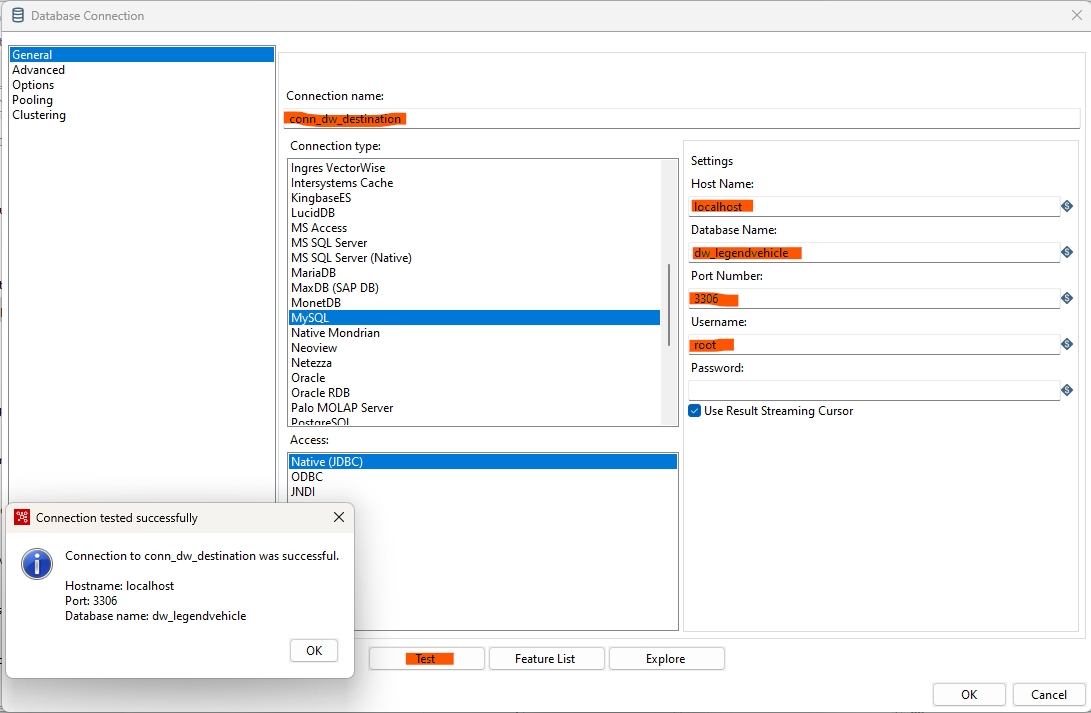 Database Connection
General
Advanced
Options
Pooling
Clustering
Connection name:
conn_dw_destination
Connection type:
Ingres VectorWise
Intersystems Cache
KingbaseES
LucidDB
MS Access
MS SQL Server
MS SQL Server (Native)
MariaDB
MaxDB (SAP DB)
MonetDB
MySQL
Native Mondrian
Neoview
Netezza
Oracle
Oracle RDB
Palo MOLAP Server
PostgreSQL
Access:
Native (JDBC)
ODBC
JNDI
Settings
Host Name:
localhost
Database Name:
dw_legendvehicle
Port Number:
3306
Username:
root
Password:
Use Result Streaming Cursor
Connection tested successfully
Connection to conn_dw_destination was successful.
Hostname: localhost
Port: 3306
Database name: dw_legendvehicle
OK
Test
Feature List
Explore
OK
Cancel